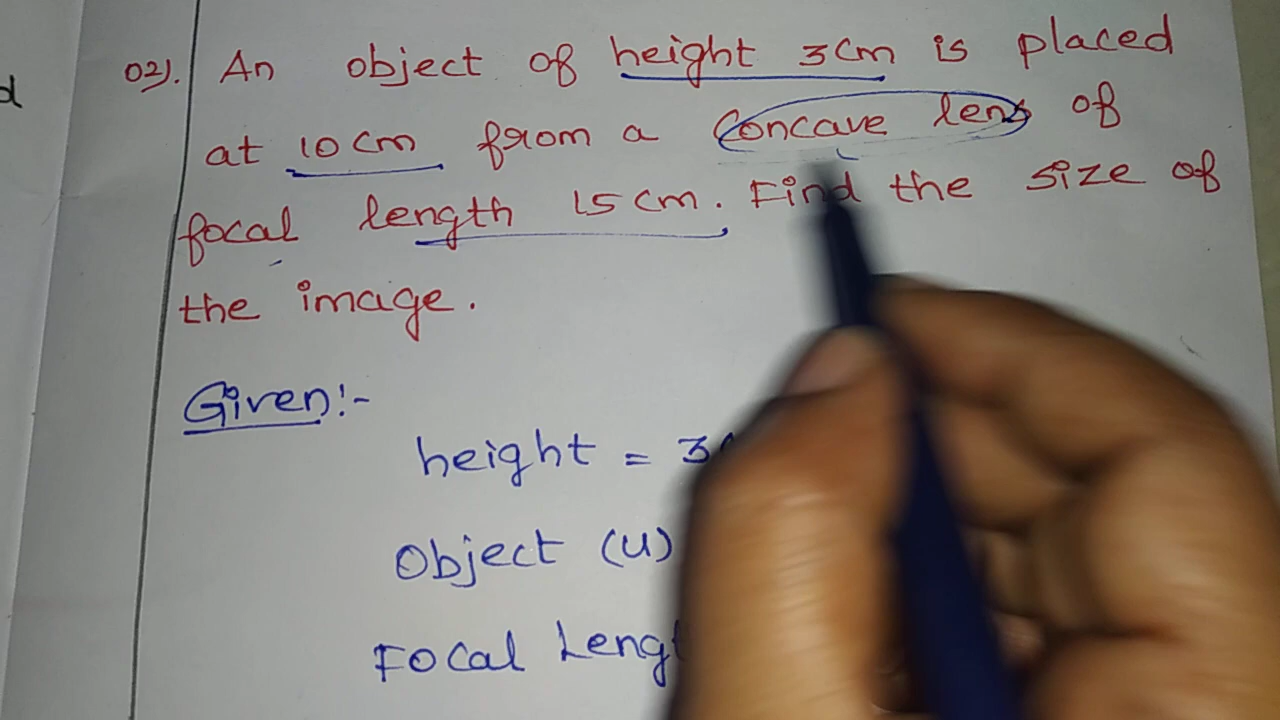 d
02). An object of height 3cm is placed
at 10cm from a Concave lens of
focal length 15cm. Find the size of
the image.
Given:-
height = 3
Object (u)
Focal Lengt